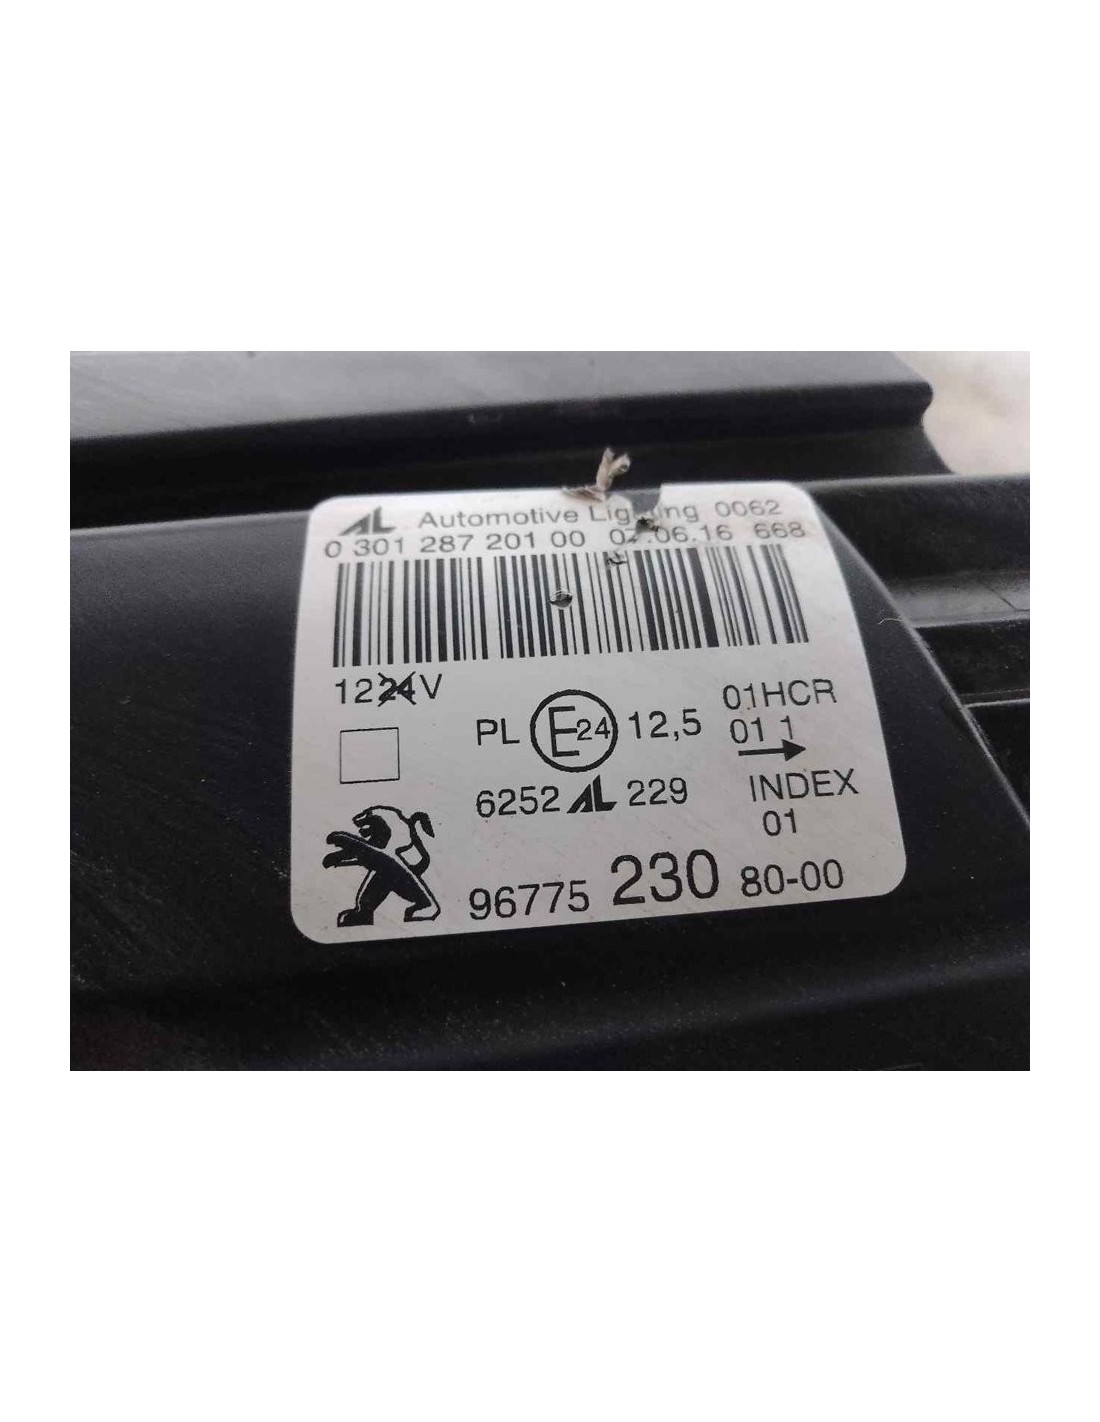 AL Automotive 0062
0 301 287 201 00 .06.16 668
1224V
PL E24 12,5
01HCR
01 1
6252 AL 229
INDEX
01
96775 230 80-00